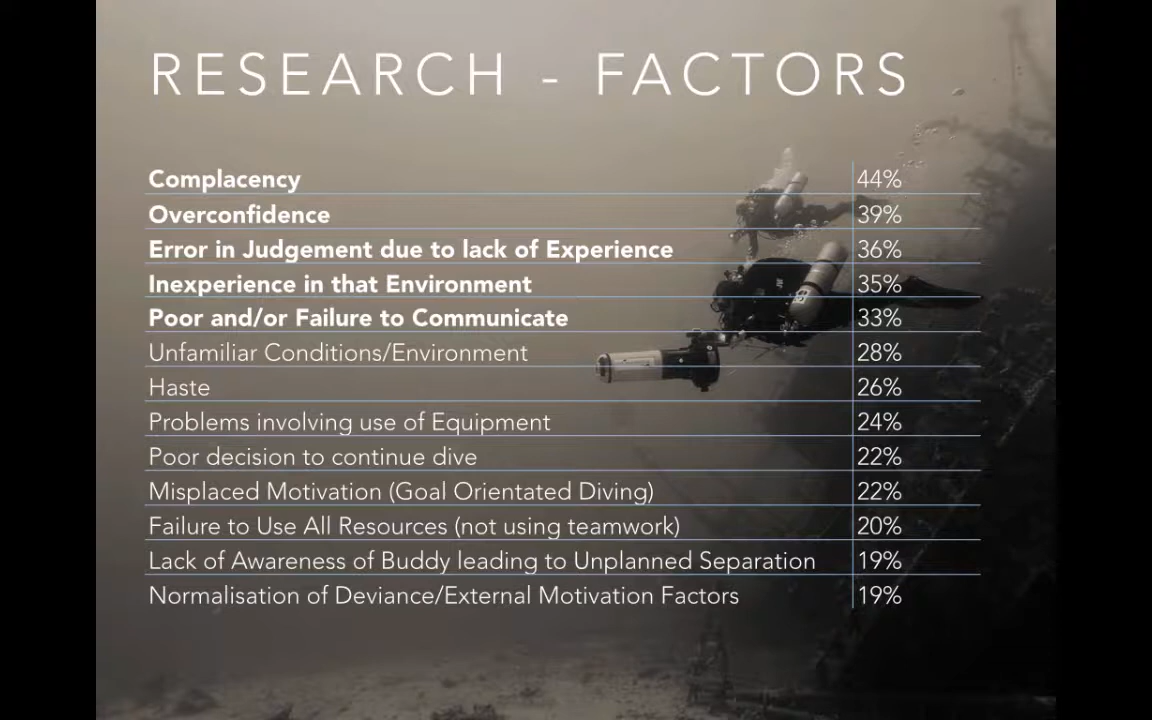 RESEARCH - FACTORS
Complacency 44%
Overconfidence 39%
Error in Judgement due to lack of Experience 36%
Inexperience in that Environment 35%
Poor and/or Failure to Communicate 33%
Unfamiliar Conditions/Environment 28%
Haste 26%
Problems involving use of Equipment 24%
Poor decision to continue dive 22%
Misplaced Motivation (Goal Orientated Diving) 22%
Failure to Use All Resources (not using teamwork) 20%
Lack of Awareness of Buddy leading to Unplanned Separation 19%
Normalisation of Deviance/External Motivation Factors 19%